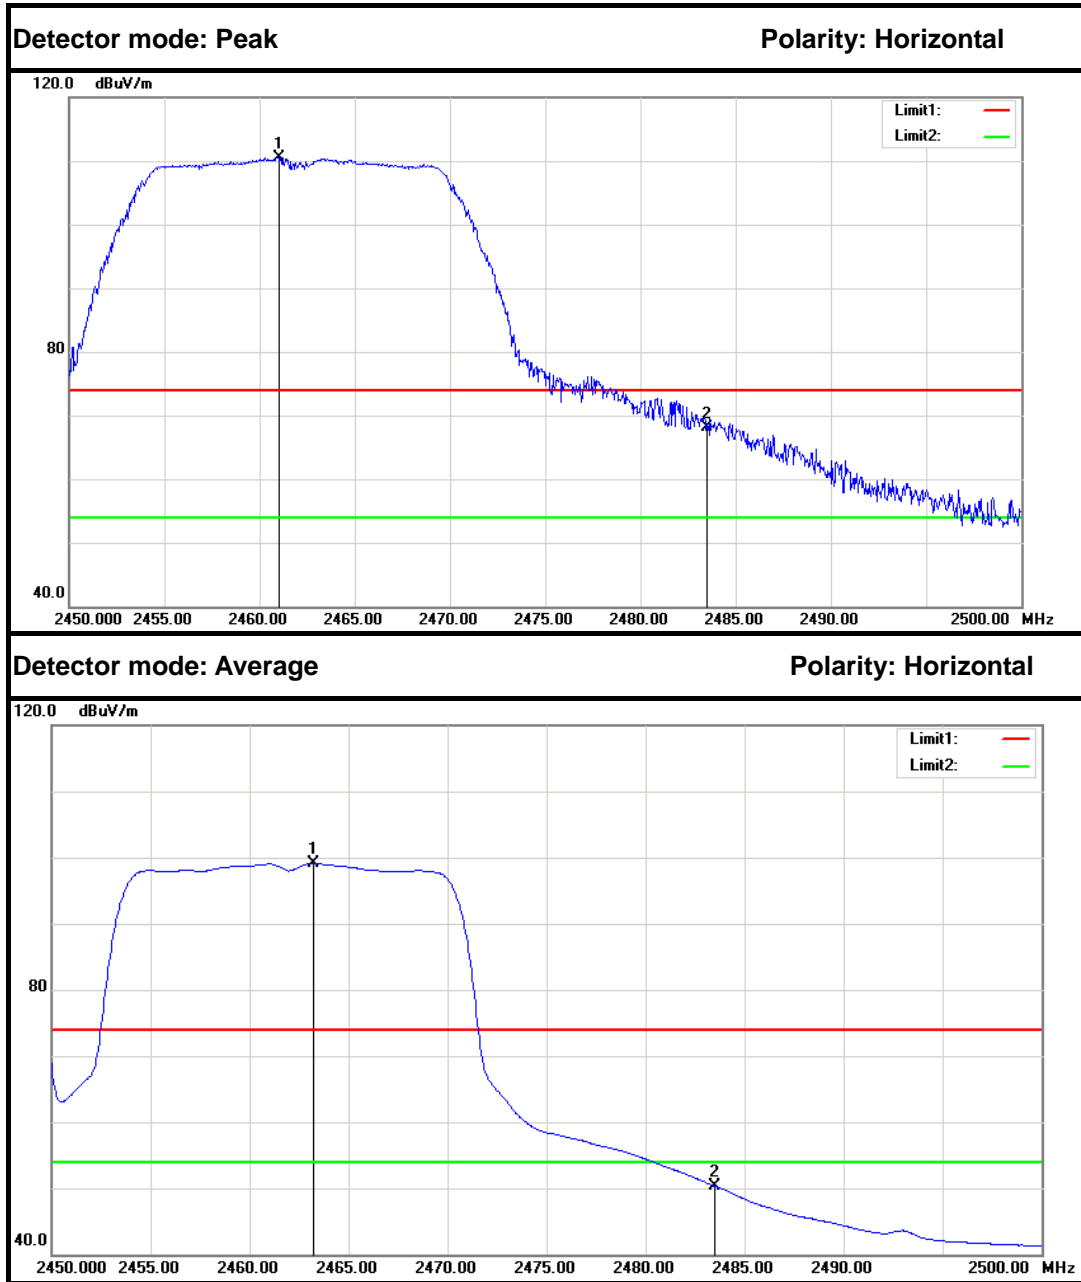 Detector mode: Peak Polarity: Horizontal
120.0 dBuV/m
Limit1:
Limit2:
1
80
2
40.0
2450.000 2455.00 2460.00 2465.00 2470.00 2475.00 2480.00 2485.00 2490.00 2500.00 MHz
Detector mode: Average Polarity: Horizontal
120.0 dBuV/m
Limit1:
Limit2:
1
80
2
40.0
2450.000 2455.00 2460.00 2465.00 2470.00 2475.00 2480.00 2485.00 2490.00 2500.00 MHz